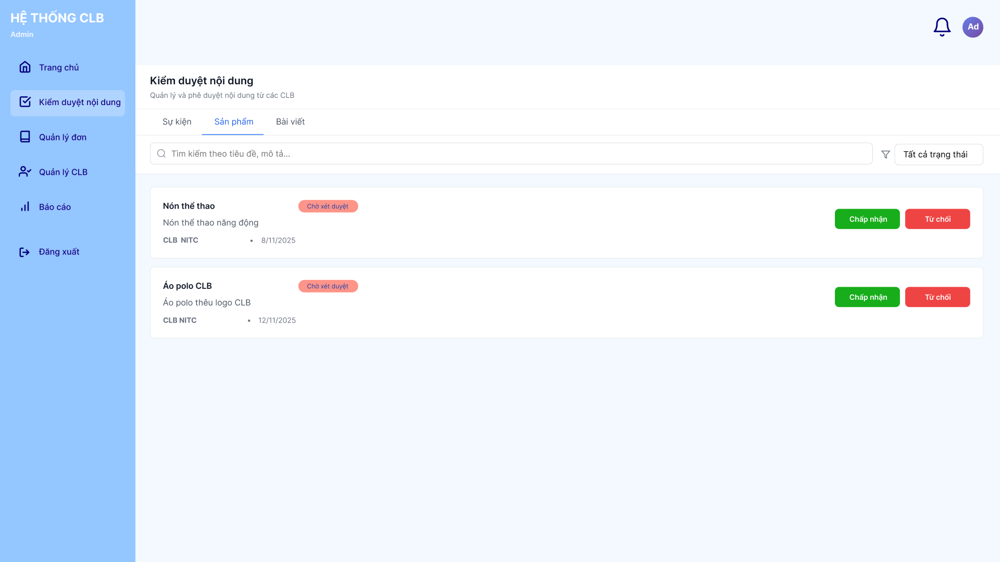 HỆ THỐNG CLB
Admin
Trang chủ
Kiểm duyệt nội dung
Quản lý đơn
Quản lý CLB
Báo cáo
Đăng xuất
Ad
Kiểm duyệt nội dung
Quản lý và phê duyệt nội dung từ các CLB
Sự kiện Sản phẩm Bài viết
Tìm kiếm theo tiêu đề, mô tả...
Tất cả trạng thái
Nón thể thao Chờ xét duyệt
Nón thể thao năng động
CLB NITC • 8/11/2025
Chấp nhận Từ chối
Áo polo CLB Chờ xét duyệt
Áo polo thêu logo CLB
CLB NITC • 12/11/2025
Chấp nhận Từ chối